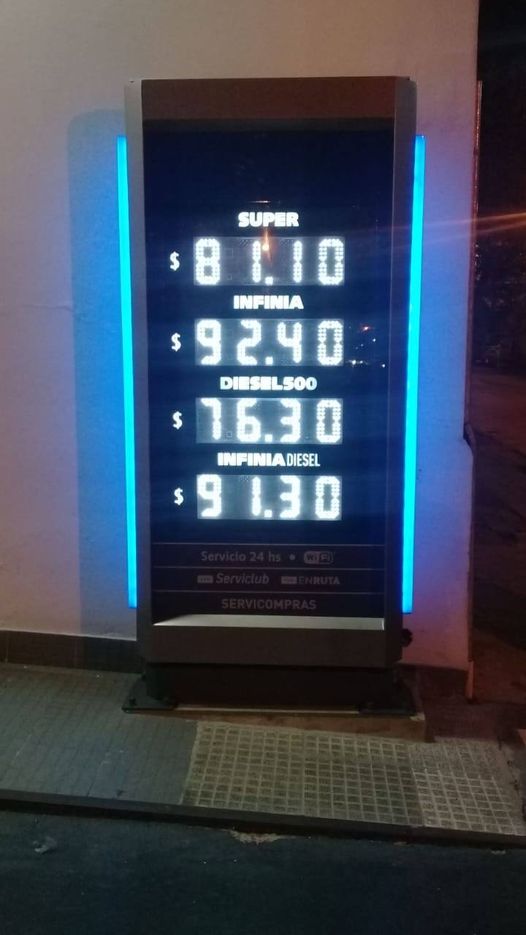 SUPER
$ 81.10
INFINIA
$ 92.40
DIESEL500
$ 76.30
INFINIA DIESEL
$ 91.30
Servicio 24 hs • WiFi
Serviclub ENRUTA
SERVICOMPRAS